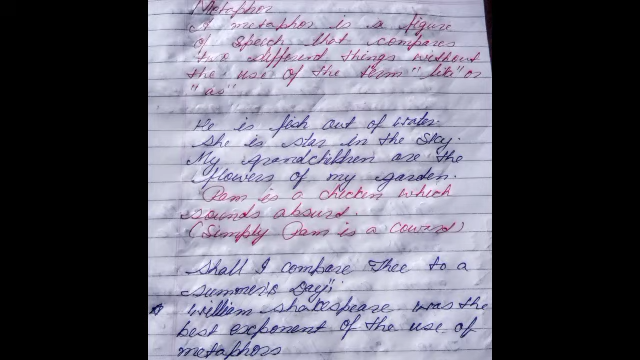 Metaphor
A metaphor is a figure
of speech that compares
two different things without
the use of the term "like" or
"as"
He is fish out of water.
She is star in the sky.
My grandchildren are the
flowers of my garden.
Pam is a chicken which
sounds absurd.
(Simply Pam is a coward)
Shall I compare Thee to a
summer's Day";
William Shakespeare was the
best exponent of the use of
metaphors